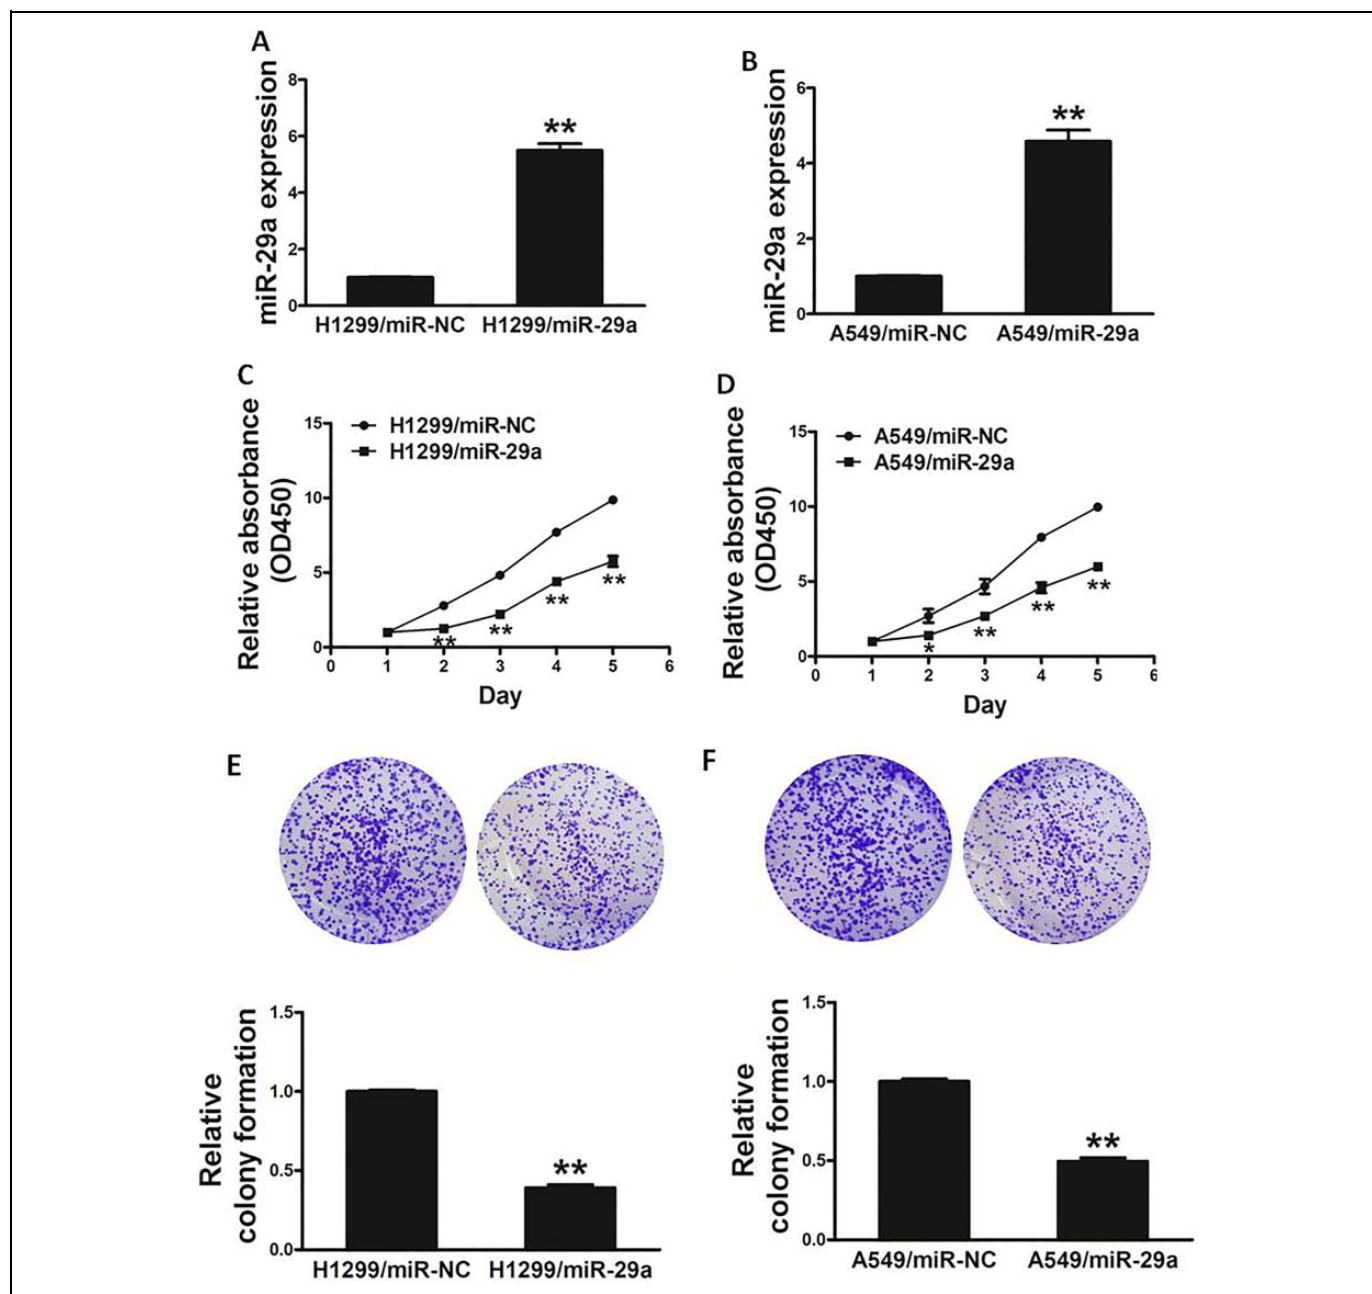 A
miR-29a expression
8
6
4
2
0
**
H1299/miR-NC H1299/miR-29a
B
miR-29a expression
6
4
2
0
**
A549/miR-NC A549/miR-29a
C
Relative absorbance
(OD450)
15
10
5
0
H1299/miR-NC
H1299/miR-29a
** ** ** **
0 1 2 3 4 5 6
Day
D
Relative absorbance
(OD450)
15
10
5
0
A549/miR-NC
A549/miR-29a
* ** ** **
0 1 2 3 4 5 6
Day
E
Relative
colony formation
1.5
1.0
0.5
0.0
**
H1299/miR-NC H1299/miR-29a
F
Relative
colony formation
1.5
1.0
0.5
0.0
**
A549/miR-NC A549/miR-29a